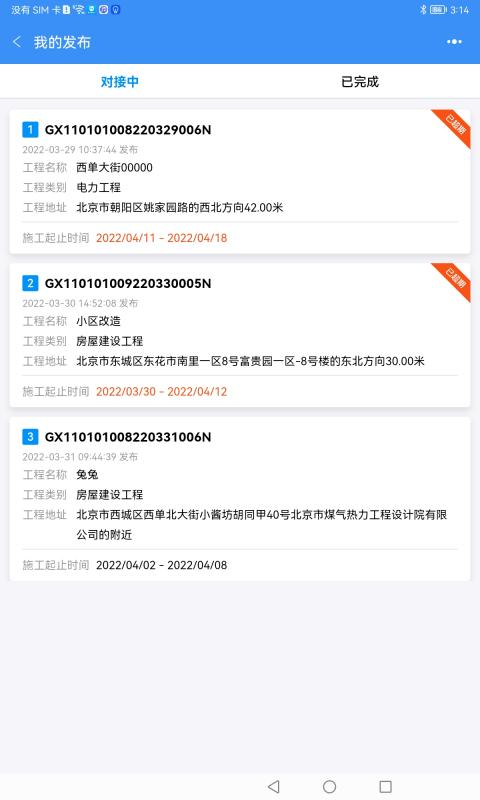 没有 SIM 卡 3:14
我的发布
对接中 已完成
1 GX110101008220329006N 已超期
2022-03-29 10:37:44 发布
工程名称 西单大街00000
工程类别 电力工程
工程地址 北京市朝阳区姚家园路的西北方向42.00米
施工起止时间 2022/04/11 - 2022/04/18
2 GX110101009220330005N 已超期
2022-03-30 14:52:08 发布
工程名称 小区改造
工程类别 房屋建设工程
工程地址 北京市东城区东花市南里一区8号富贵园一区-8号楼的东北方向30.00米
施工起止时间 2022/03/30 - 2022/04/12
3 GX110101008220331006N
2022-03-31 09:44:39 发布
工程名称 兔兔
工程类别 房屋建设工程
工程地址 北京市西城区西单北大街小酱坊胡同甲40号北京市煤气热力工程设计院有限
公司的附近
施工起止时间 2022/04/02 - 2022/04/08